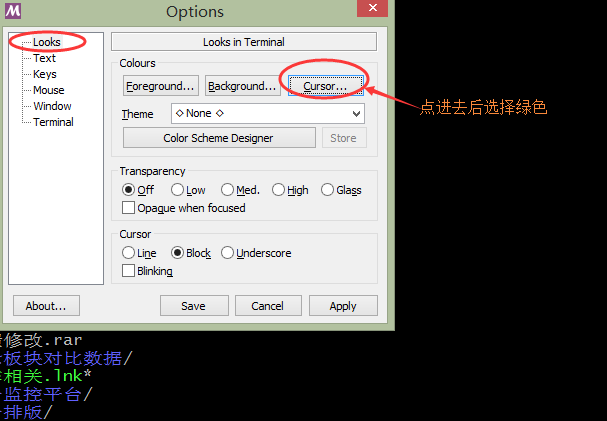 M
Options
Looks
Text
Keys
Mouse
Window
Terminal
Looks in Terminal
Colours
Foreground...
Background...
Cursor...
点进去后选择绿色
Theme
◇ None ◇
Color Scheme Designer
Store
Transparency
Off
Low
Med.
High
Glass
Opaque when focused
Cursor
Line
Block
Underscore
Blinking
About...
Save
Cancel
Apply
修改.rar
板块对比数据/
相关.lnk*
监控平台/
排版/